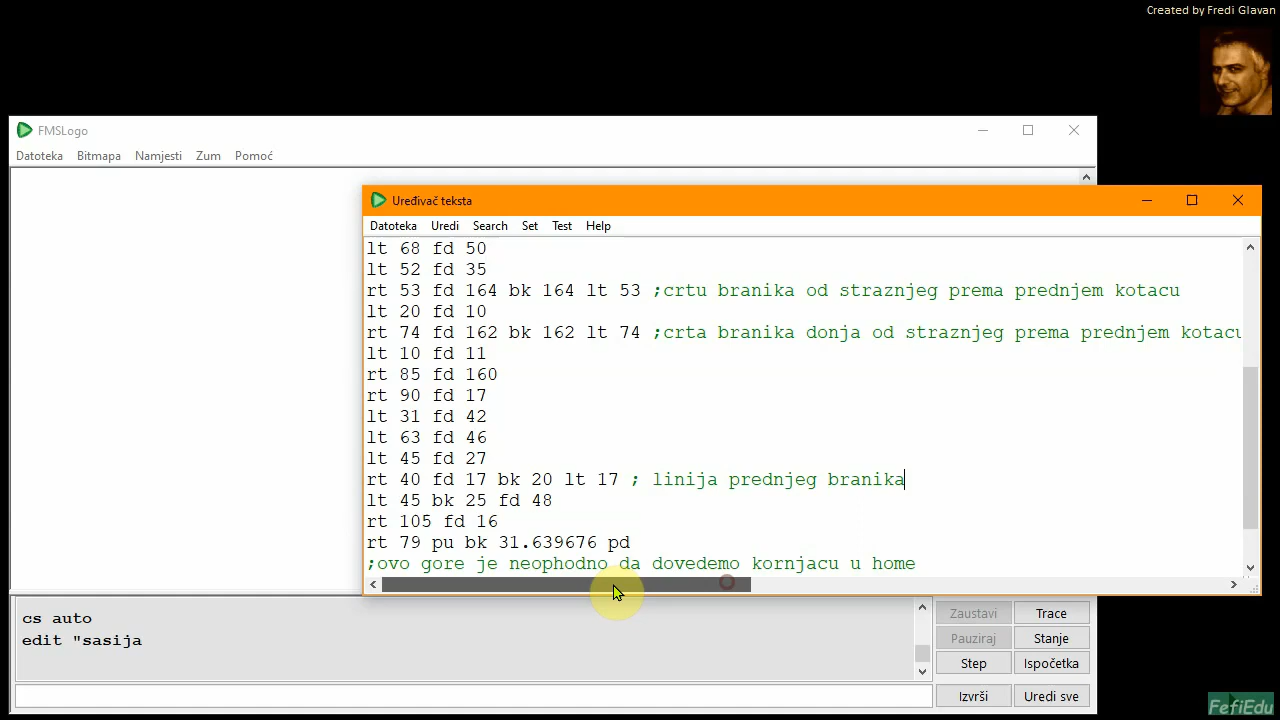 Created by Fredi Glavan
FMSLogo
Datoteka Bitmapa Namjesti Zum Pomoć
Uređivač teksta
Datoteka Uredi Search Set Test Help
lt 68 fd 50
lt 52 fd 35
rt 53 fd 164 bk 164 lt 53 ;crtu branika od straznjeg prema prednjem kotacu
lt 20 fd 10
rt 74 fd 162 bk 162 lt 74 ;crta branika donja od straznjeg prema prednjem kotacu
lt 10 fd 11
rt 85 fd 160
rt 90 fd 17
lt 31 fd 42
lt 63 fd 46
lt 45 fd 27
rt 40 fd 17 bk 20 lt 17 ; linija prednjeg branika
lt 45 bk 25 fd 48
rt 105 fd 16
rt 79 pu bk 31.639676 pd
;ovo gore je neophodno da dovedemo kornjacu u home
cs auto
edit "sasija
Zaustavi Trace
Pauziraj Stanje
Step Ispočetka
Izvrši Uredi sve
FefiEdu